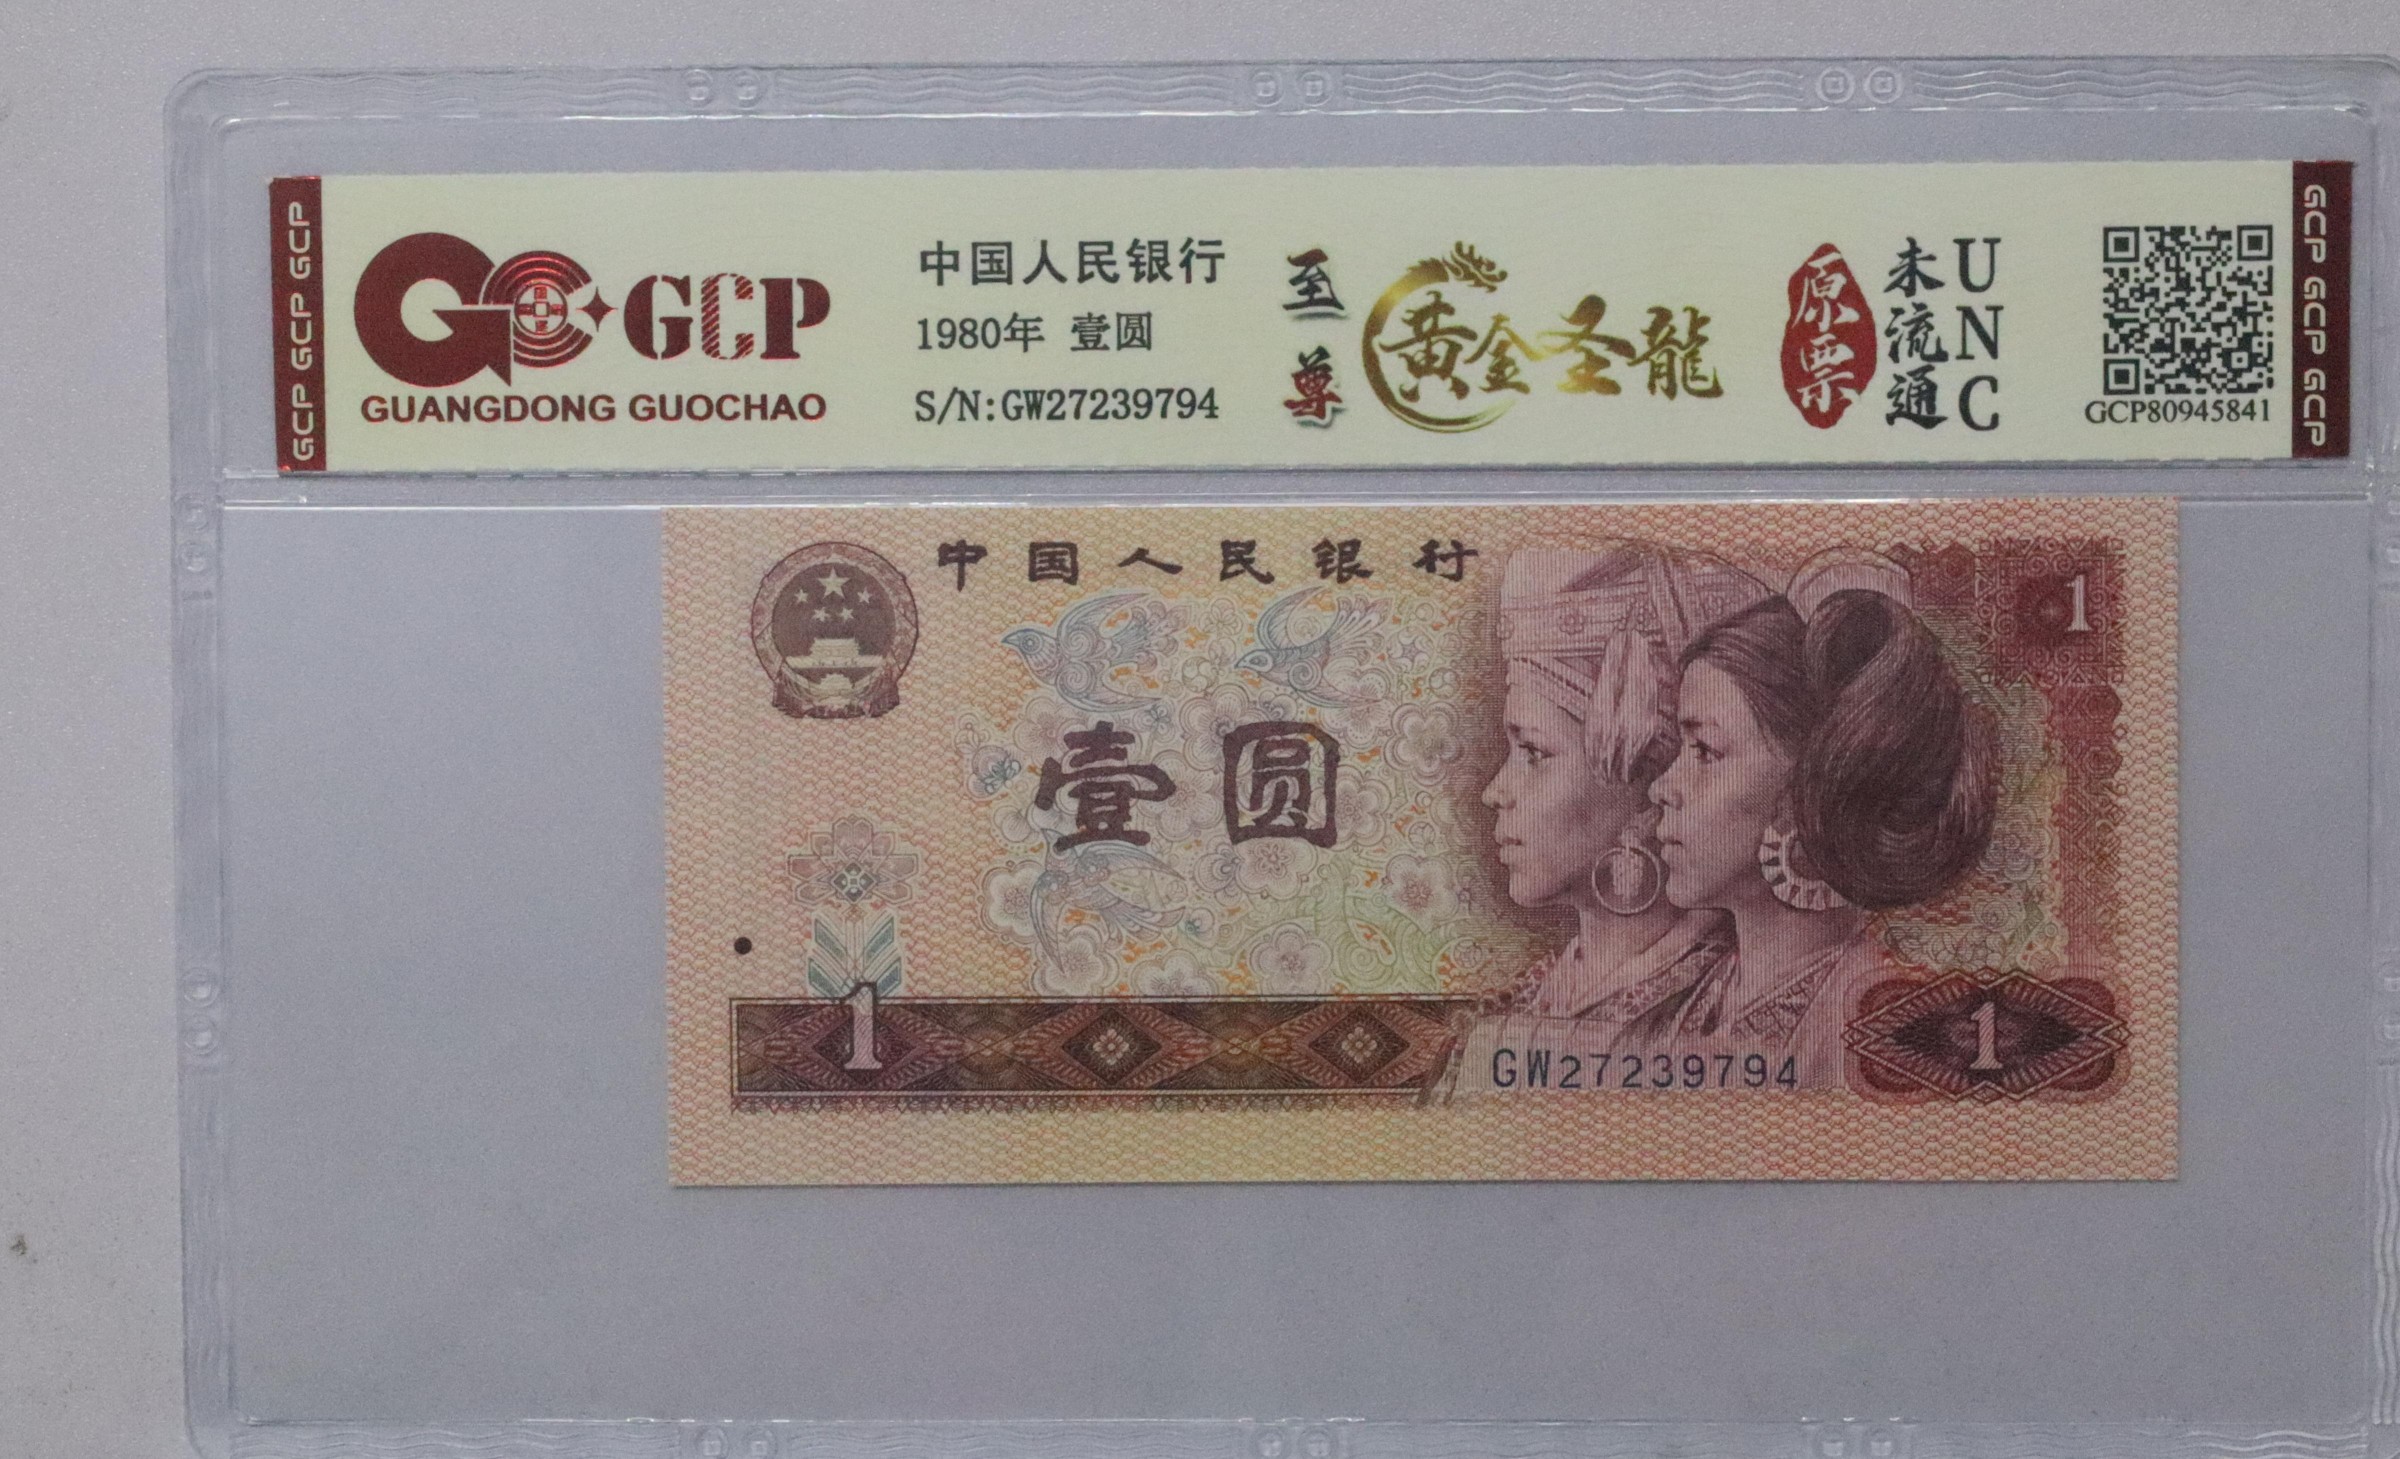 GCP GCP GCP
GCP
GUANGDONG GUOCHAO
中国人民银行
1980年 壹圆
S/N:GW27239794
至尊
黄金圣龍
原票
未流通
UNC
GCP80945841
GCP GCP GCP
中国人民银行
1
壹圆
1
GW27239794
1